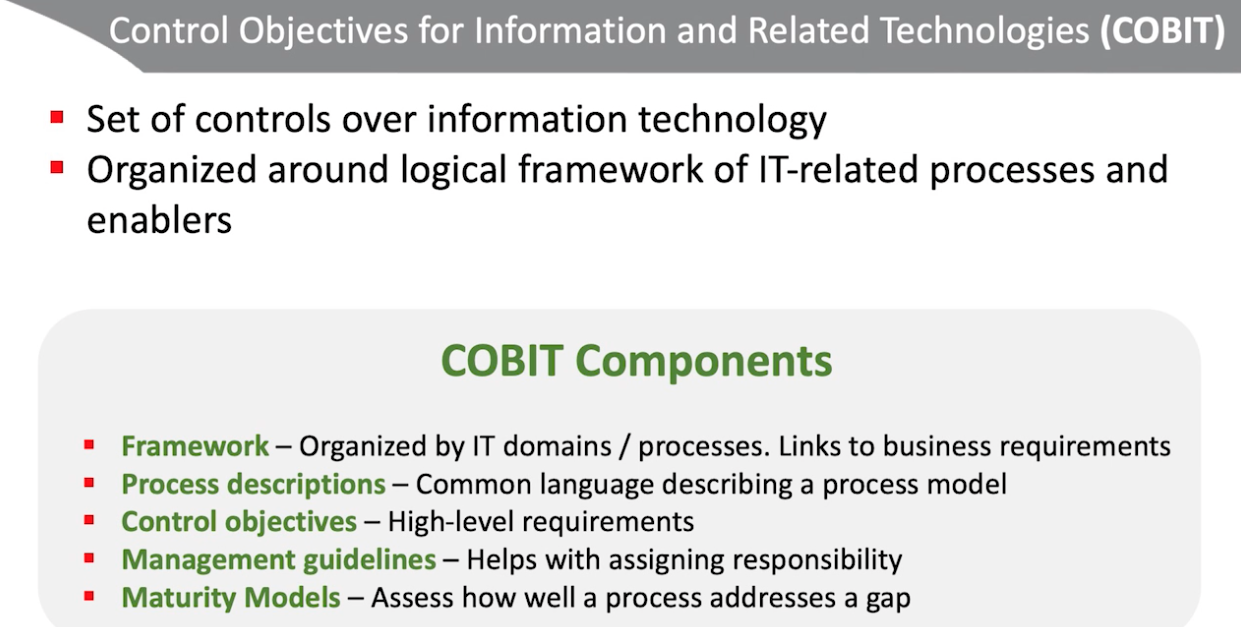 Control Objectives for Information and Related Technologies (COBIT)
Set of controls over information technology
Organized around logical framework of IT-related processes and
enablers
COBIT Components
Framework – Organized by IT domains / processes. Links to business requirements
Process descriptions – Common language describing a process model
Control objectives – High-level requirements
Management guidelines – Helps with assigning responsibility
Maturity Models – Assess how well a process addresses a gap